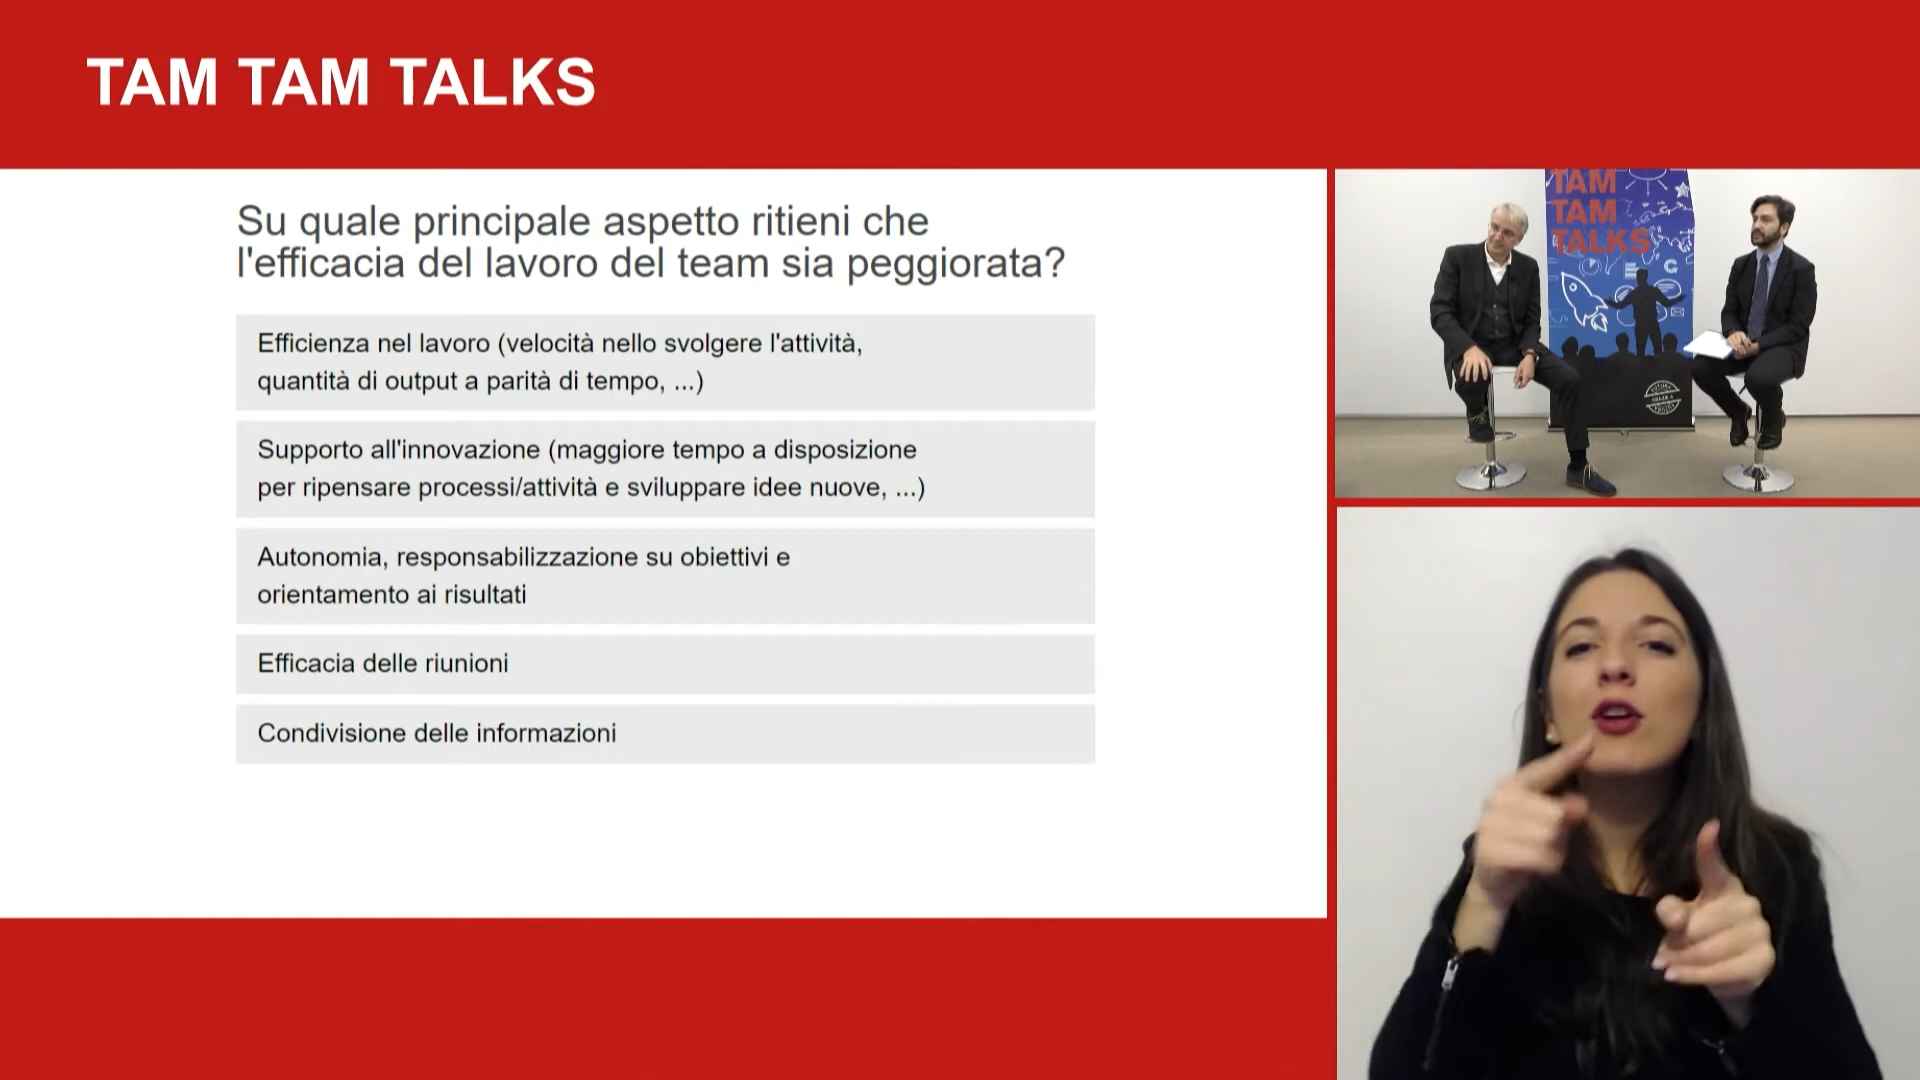 TAM TAM TALKS
Su quale principale aspetto ritieni che
l'efficacia del lavoro del team sia peggiorata?
Efficienza nel lavoro (velocità nello svolgere l'attività,
quantità di output a parità di tempo, ...)
Supporto all'innovazione (maggiore tempo a disposizione
per ripensare processi/attività e sviluppare idee nuove, ...)
Autonomia, responsabilizzazione su obiettivi e
orientamento ai risultati
Efficacia delle riunioni
Condivisione delle informazioni
TAM
TAM
TALKS